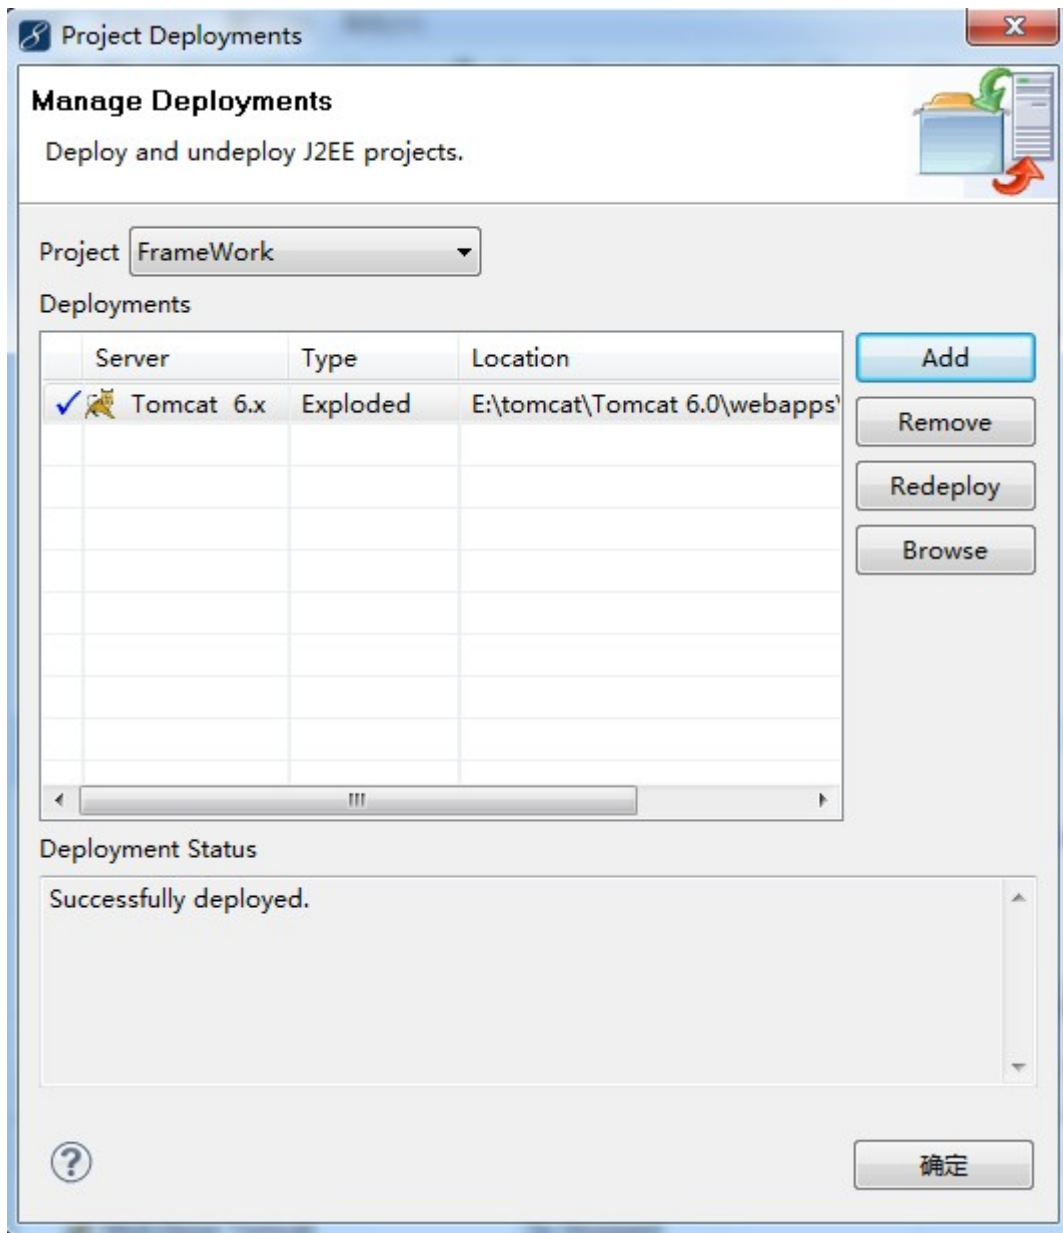 Project Deployments
Manage Deployments
Deploy and undeploy J2EE projects.
Project FrameWork
Deployments
Server Type Location
Tomcat 6.x Exploded E:\tomcat\Tomcat 6.0\webapps\
Add
Remove
Redeploy
Browse
Deployment Status
Successfully deployed.
确定